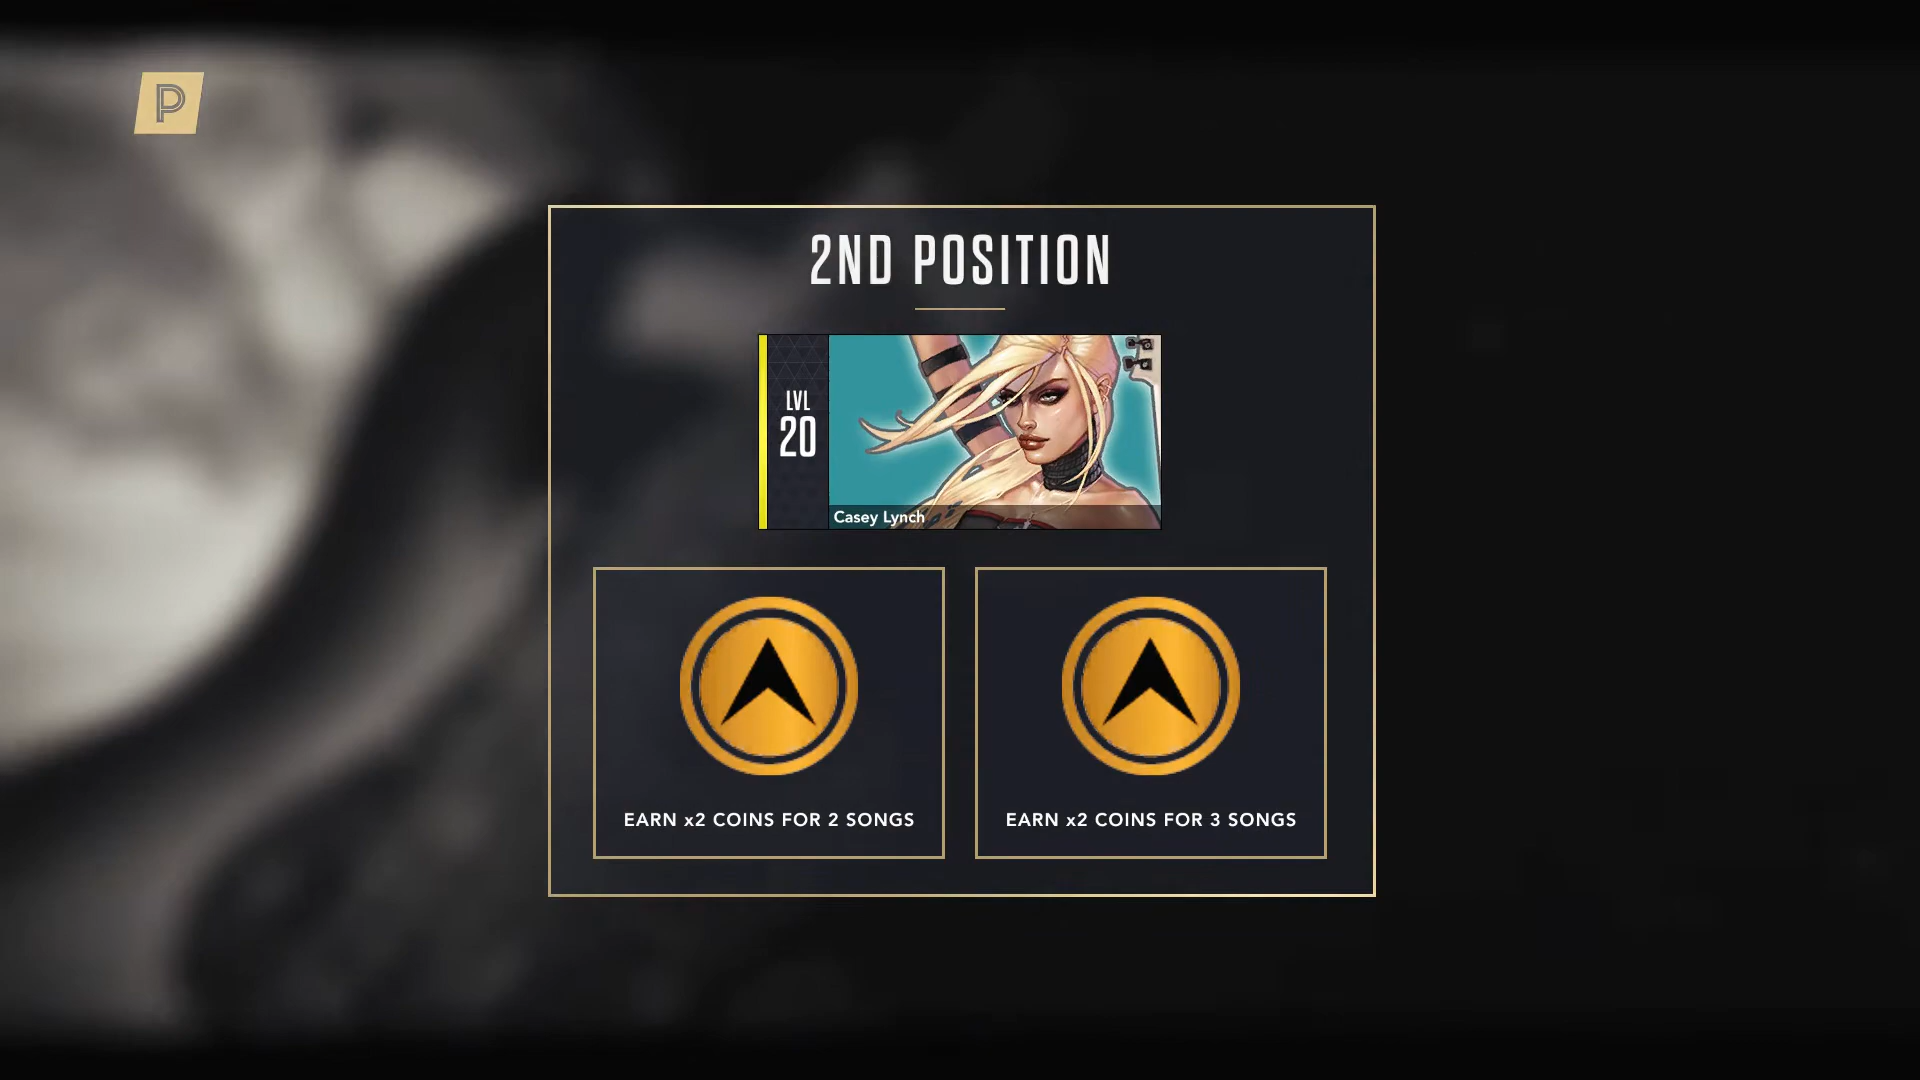 P
2ND POSITION
LVL
20
Casey Lynch
EARN x2 COINS FOR 2 SONGS
EARN x2 COINS FOR 3 SONGS